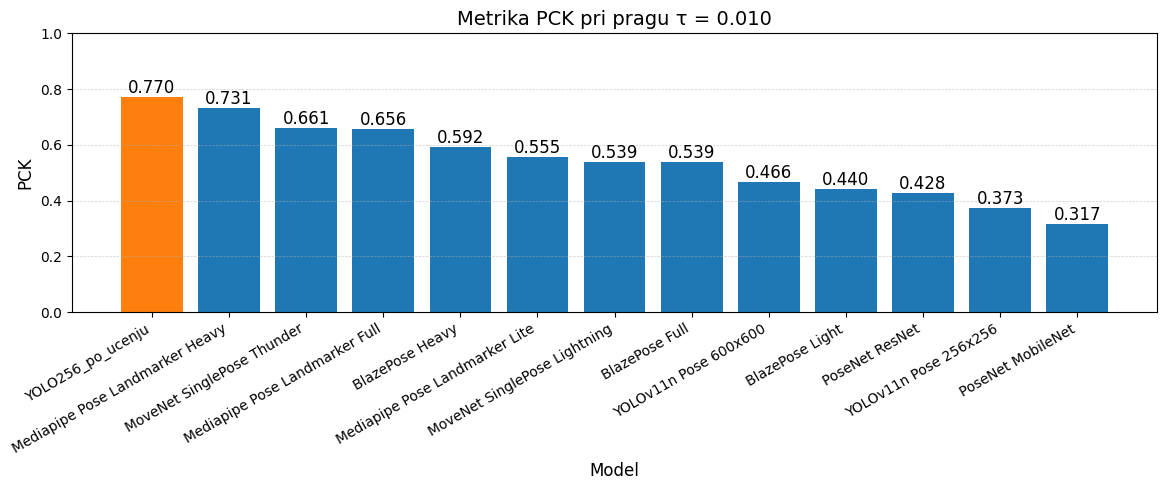 Metrika PCK pri pragu τ = 0.010
PCK
1.0
0.8
0.6
0.4
0.2
0.0
0.770
0.731
0.661
0.656
0.592
0.555
0.539
0.539
0.466
0.440
0.428
0.373
0.317
YOLO256_po_ucenju
Mediapipe Pose Landmarker Heavy
MoveNet SinglePose Thunder
Mediapipe Pose Landmarker Full
BlazePose Heavy
Mediapipe Pose Landmarker Lite
MoveNet SinglePose Lightning
BlazePose Full
YOLOv11n Pose 600x600
BlazePose Light
PoseNet ResNet
YOLOv11n Pose 256x256
PoseNet MobileNet
Model